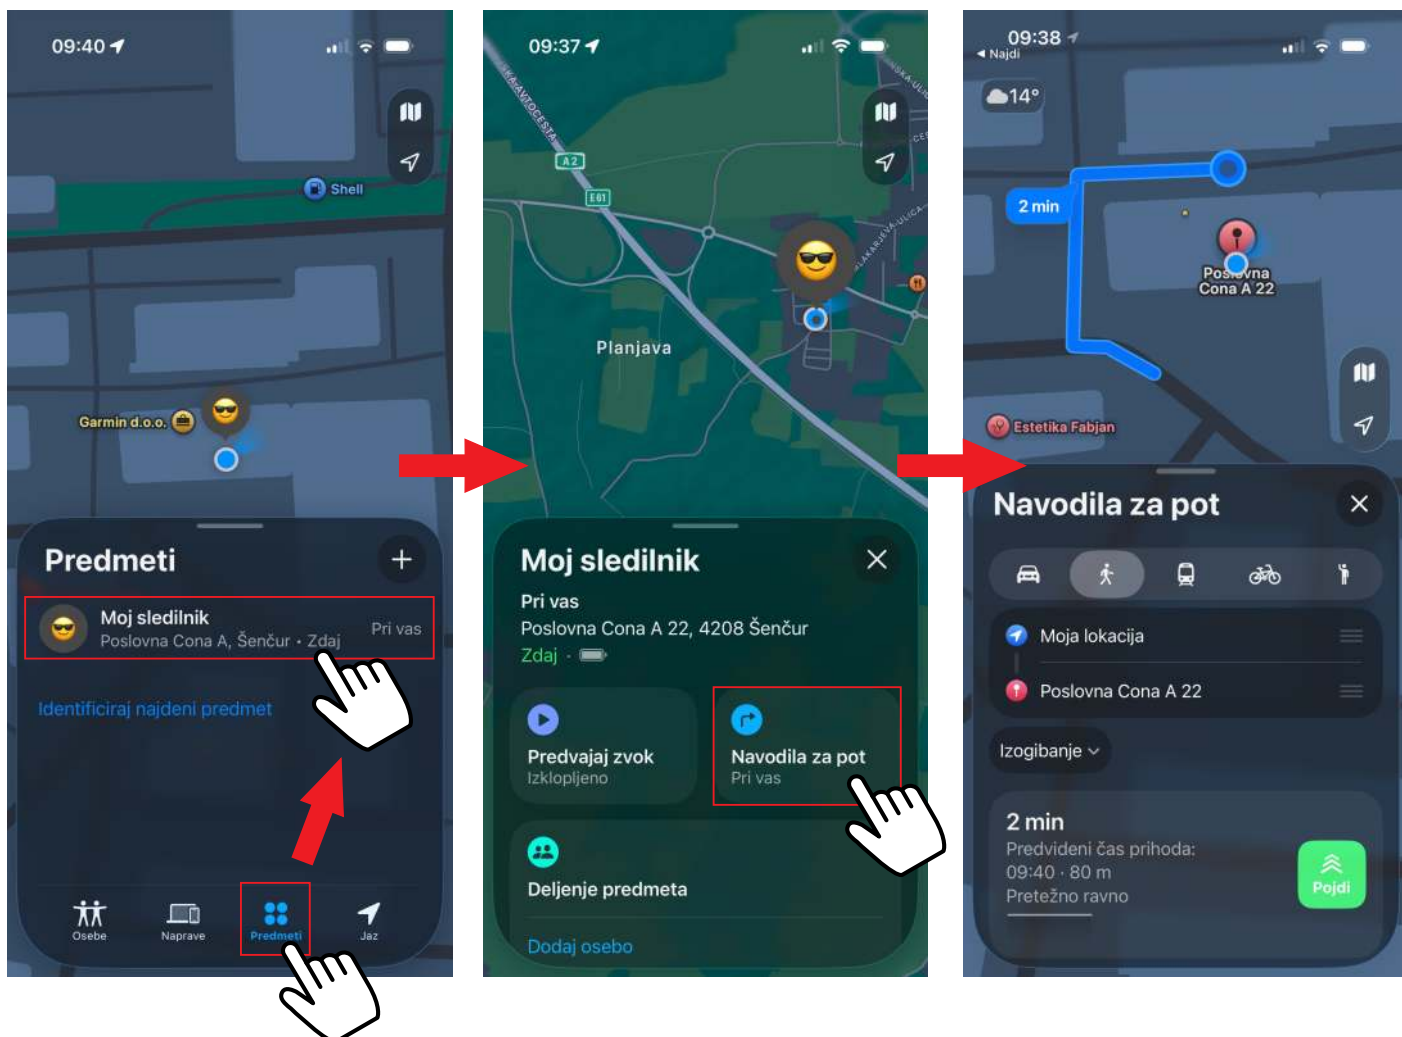 09:40
Shell
Garmin d.o.o.
Predmeti
Moj sledilnik
Poslovna Cona A, Šenčur • Zdaj
Pri vas
Identificiraj najdeni predmet
Osebe
Naprave
Predmeti
Jaz
09:37
KA AVTOCESTA
A2
E61
LAKARJEVA ULICA
Planjava
Moj sledilnik
Pri vas
Poslovna Cona A 22, 4208 Šenčur
Zdaj ·
Predvajaj zvok
Izklopljeno
Navodila za pot
Pri vas
Deljenje predmeta
Dodaj osebo
09:38
Najdi
14°
2 min
Poslovna
Cona A 22
Estetika Fabjan
Navodila za pot
Moja lokacija
Poslovna Cona A 22
Izogibanje
2 min
Predvideni čas prihoda:
09:40 · 80 m
Pretežno ravno
Pojdi